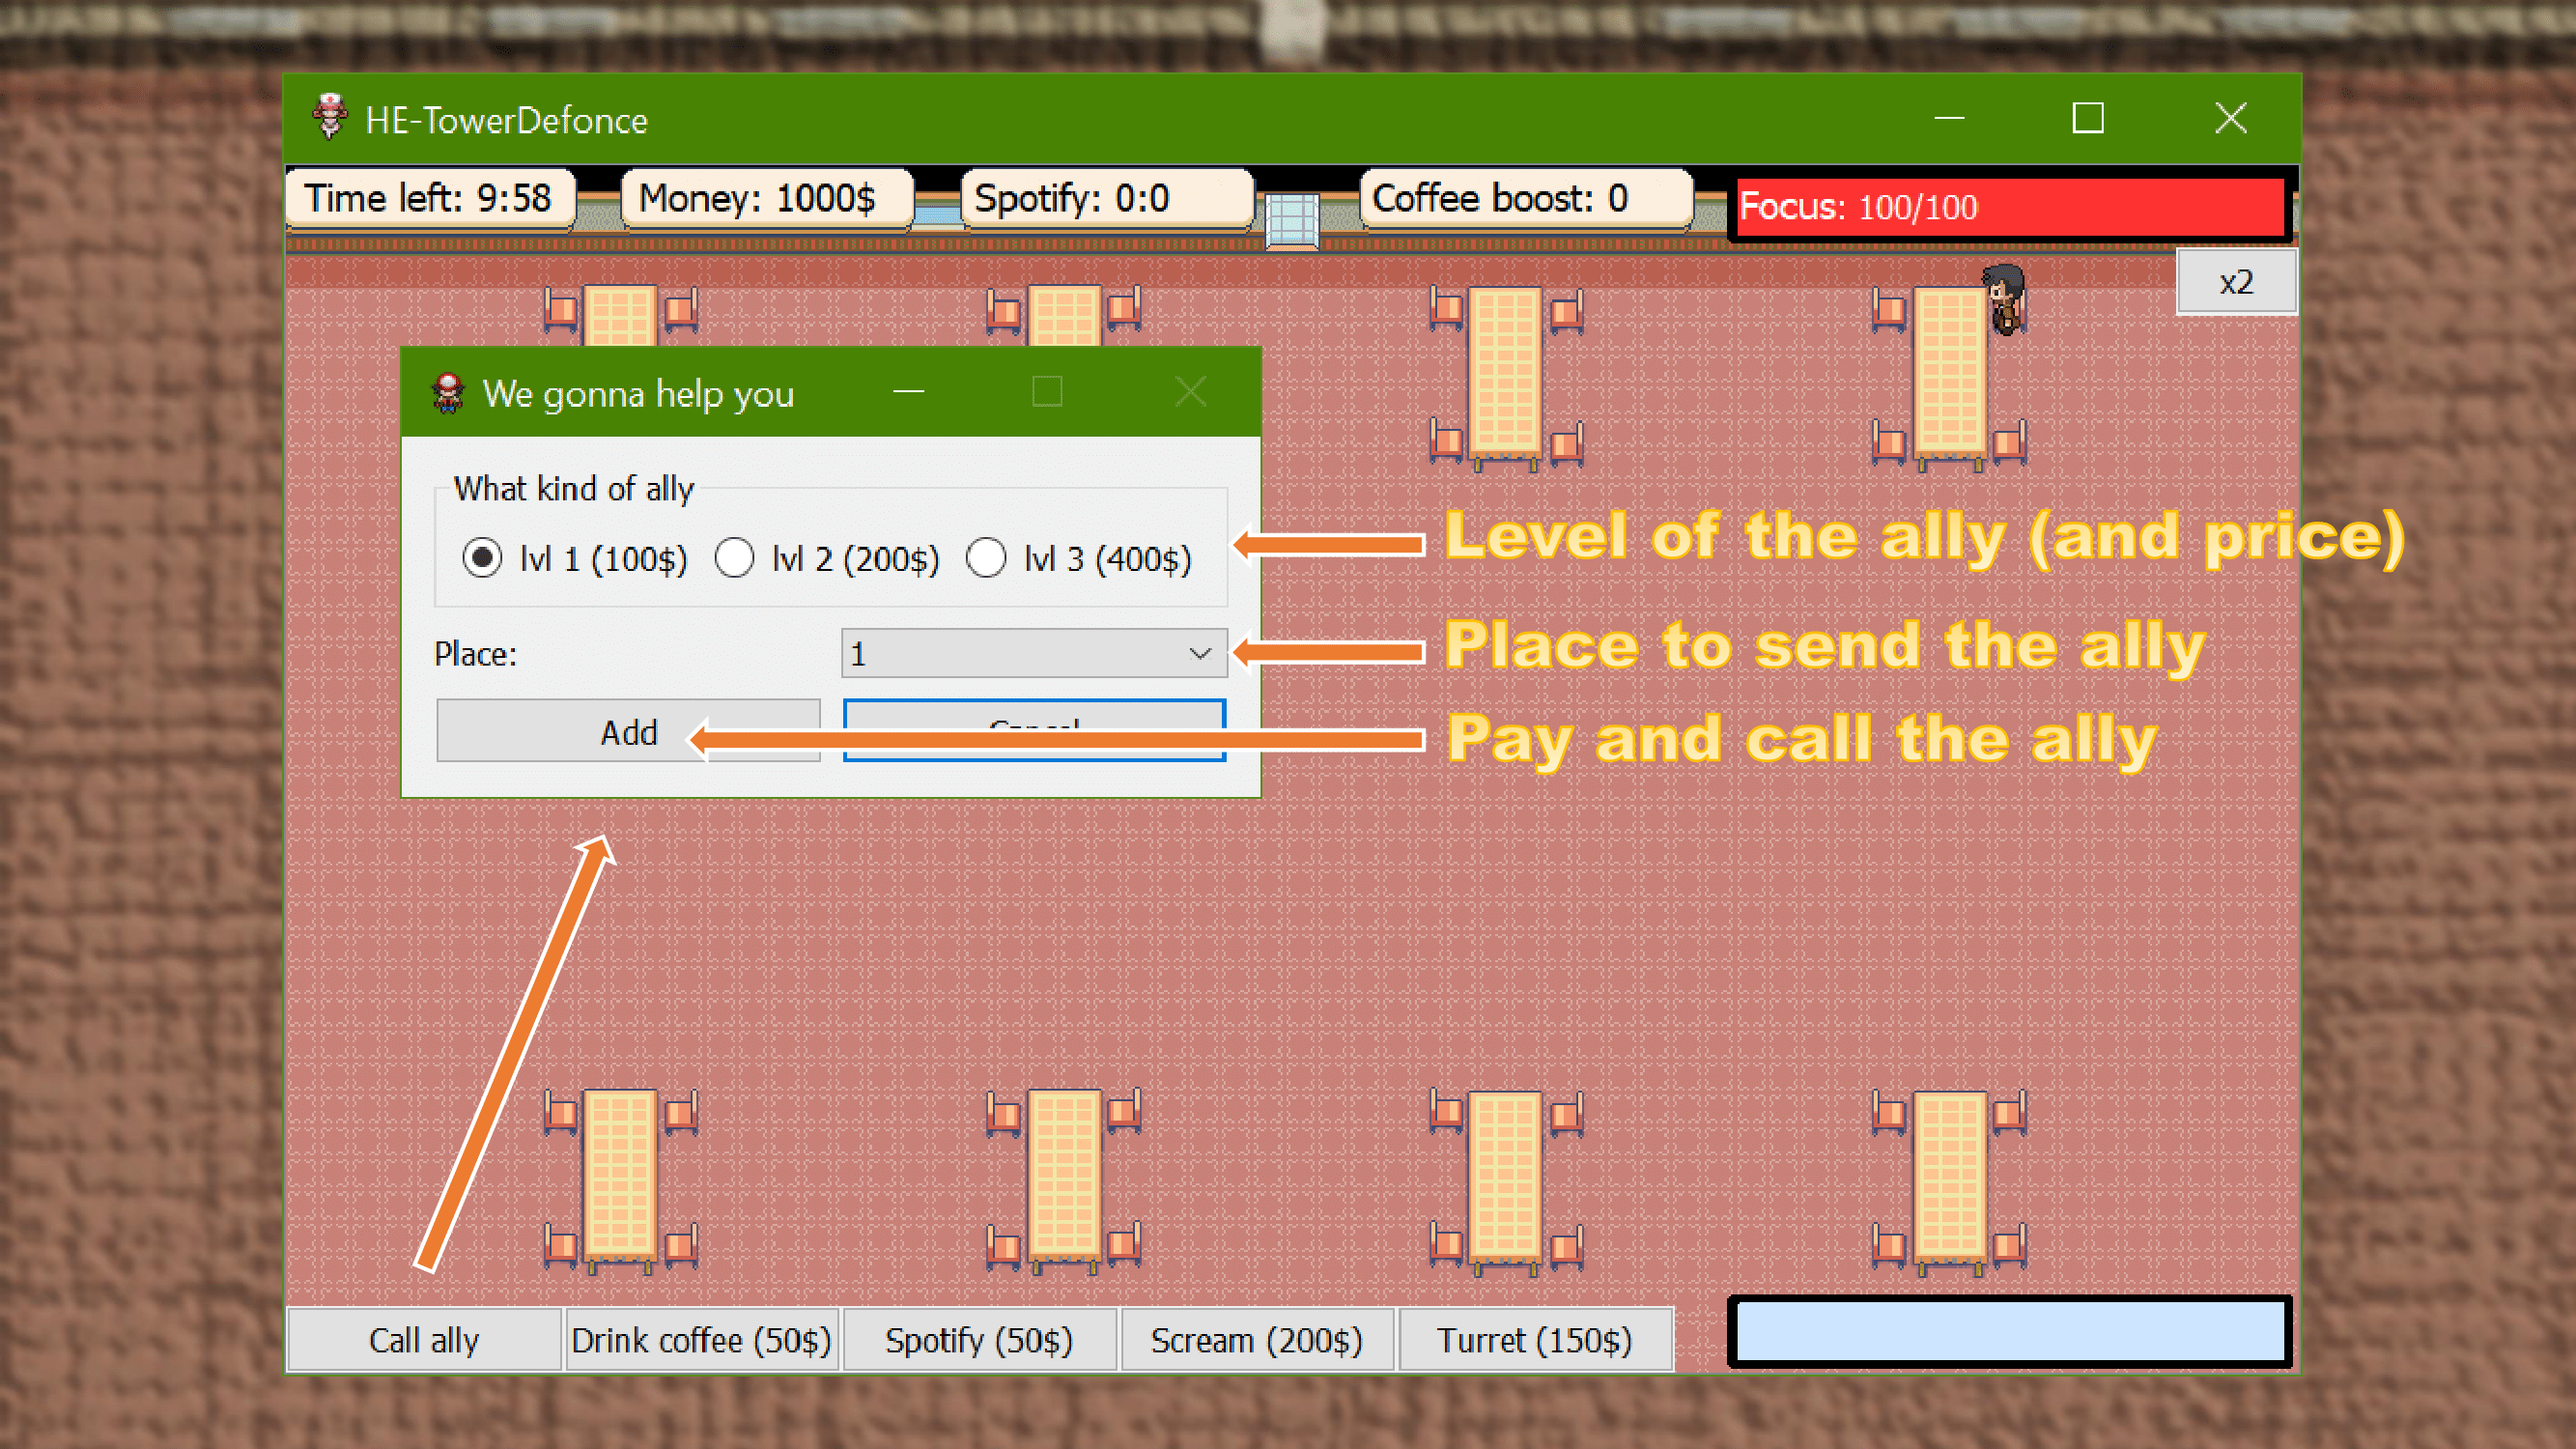 HE-TowerDefonce
Time left: 9:58
Money: 1000$
Spotify: 0:0
Coffee boost: 0
Focus: 100/100
x2
We gonna help you
What kind of ally
lvl 1 (100$)
lvl 2 (200$)
lvl 3 (400$)
Level of the ally (and price)
Place:
1
Place to send the ally
Add
Cancel
Pay and call the ally
Call ally
Drink coffee (50$)
Spotify (50$)
Scream (200$)
Turret (150$)